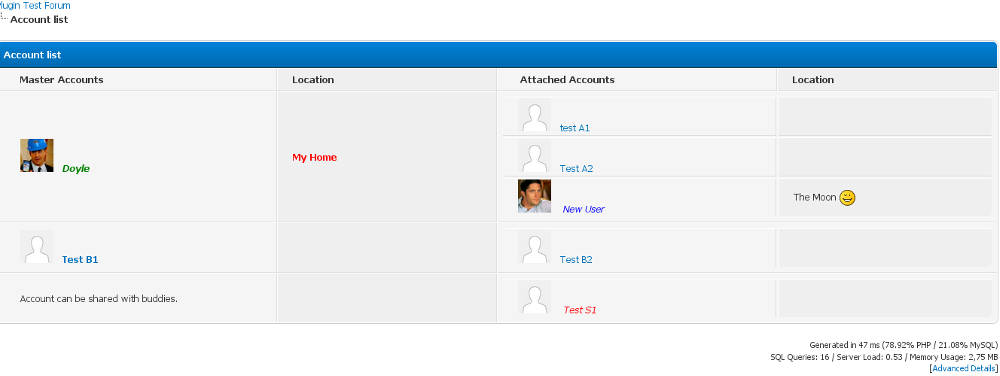 lugin Test Forum
Account list
Account list
Master Accounts Location Attached Accounts Location
test A1
Doyle My Home Test A2
New User The Moon
Test B1 Test B2
Account can be shared with buddies. Test S1
Generated in 47 ms (78.92% PHP / 21.08% MySQL)
SQL Queries: 16 / Server Load: 0.53 / Memory Usage: 2,75 MB
[Advanced Details]